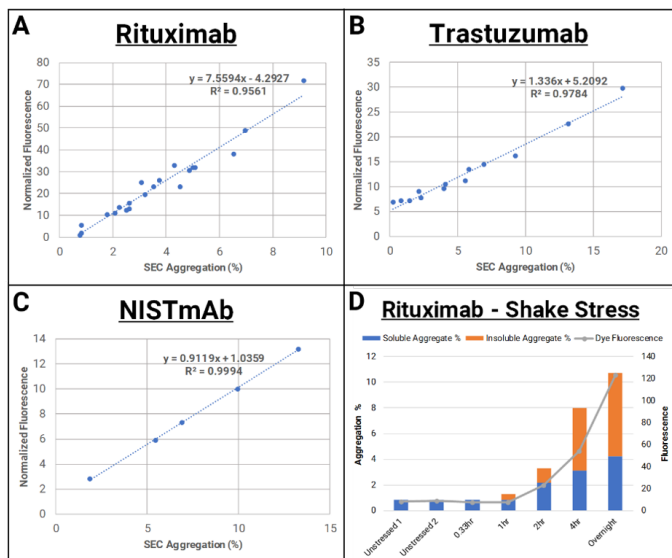 A
Rituximab
y = 7.5594x - 4.2927
R² = 0.9561
80
70
60
50
40
30
20
10
0
0
2
4
6
8
10
Normalized Fluorescence
SEC Aggregation (%)
B
Trastuzumab
y = 1.336x + 5.2092
R² = 0.9784
35
30
25
20
15
10
5
0
0
5
10
15
20
Normalized Fluorescence
SEC Aggregation (%)
C
NISTmAb
y = 0.9119x + 1.0359
R² = 0.9994
14
12
10
8
6
4
2
0
0
5
10
15
Normalized Fluorescence
SEC Aggregation (%)
D
Rituximab - Shake Stress
Soluble Aggregate %
Insoluble Aggregate %
Dye Fluorescence
12
10
8
6
4
2
0
Aggregation %
140
120
100
80
60
40
20
0
Fluorescence
Unstressed 1
Unstressed 2
0.33hr
1hr
2hr
4hr
Overnight